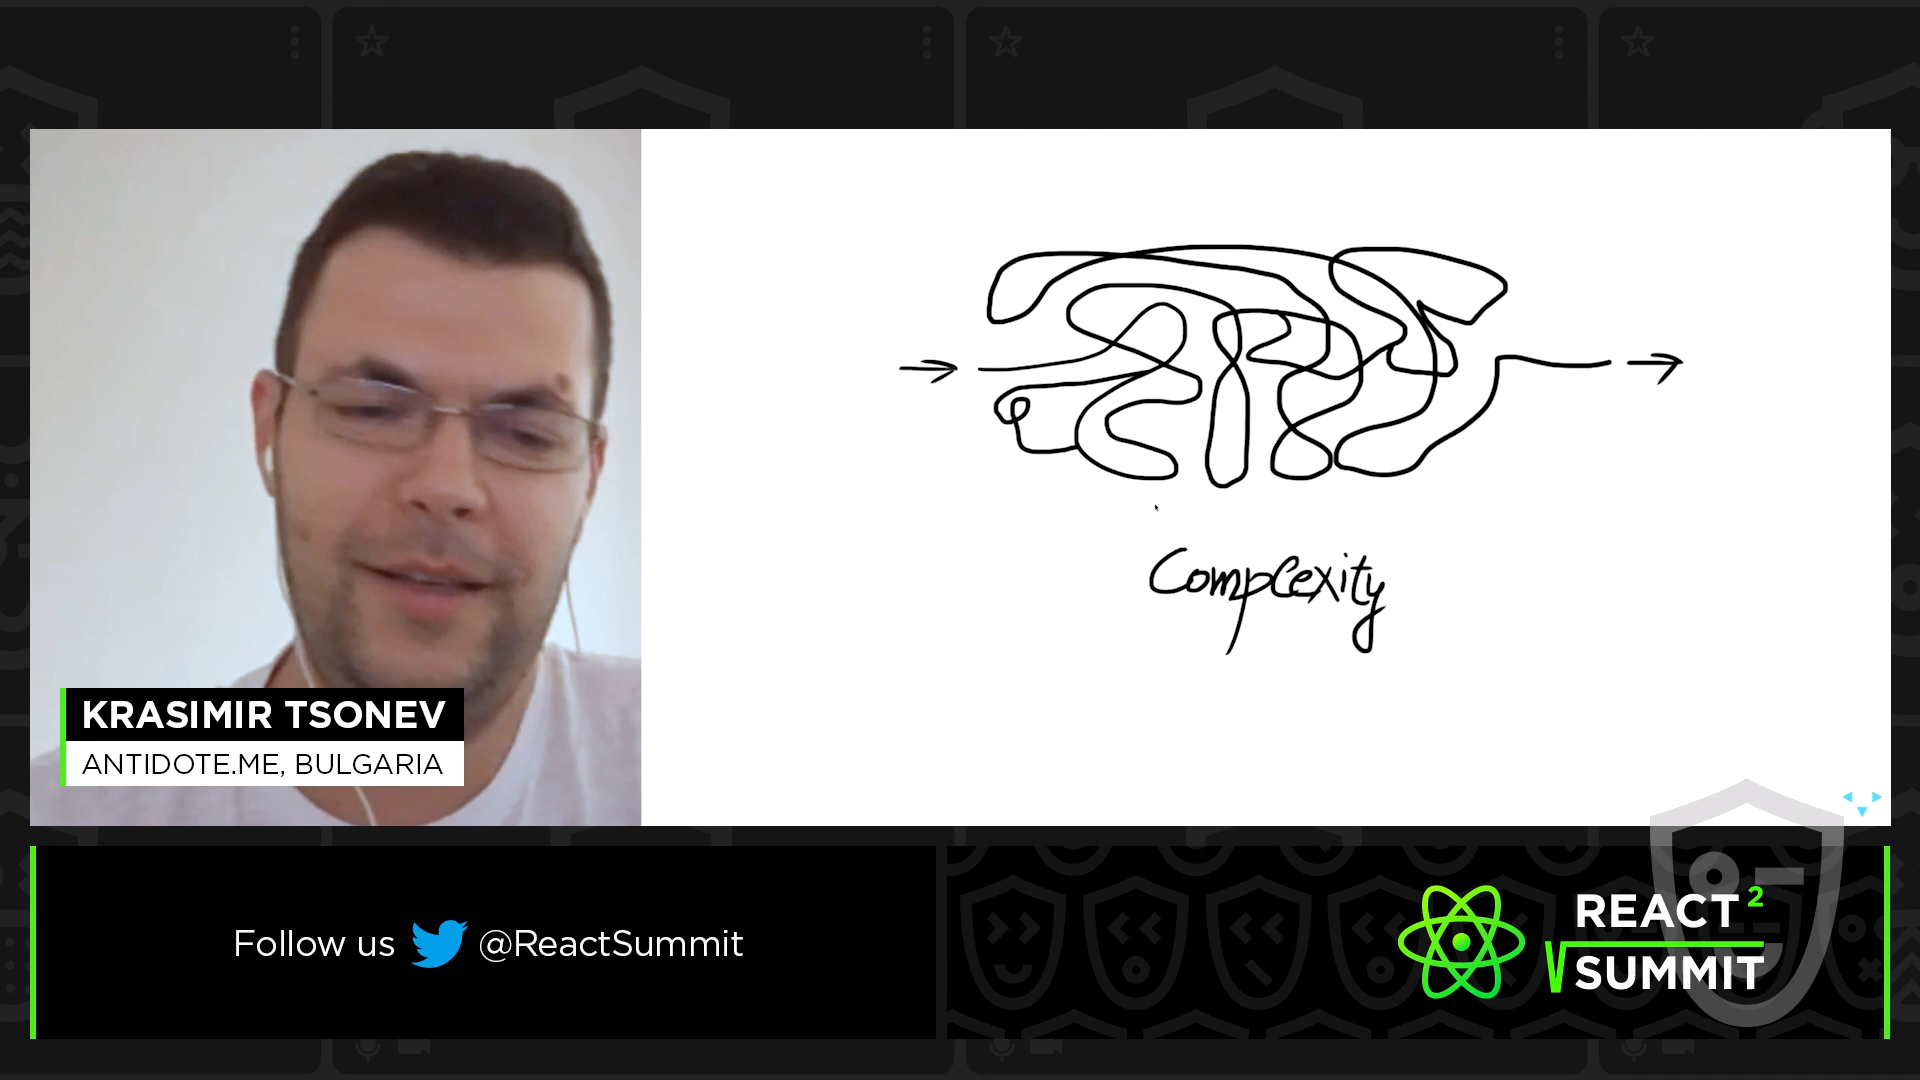 Complexity
KRASIMIR TSONEV
ANTIDOTE.ME, BULGARIA
Follow us @ReactSummit
REACT 2
SUMMIT